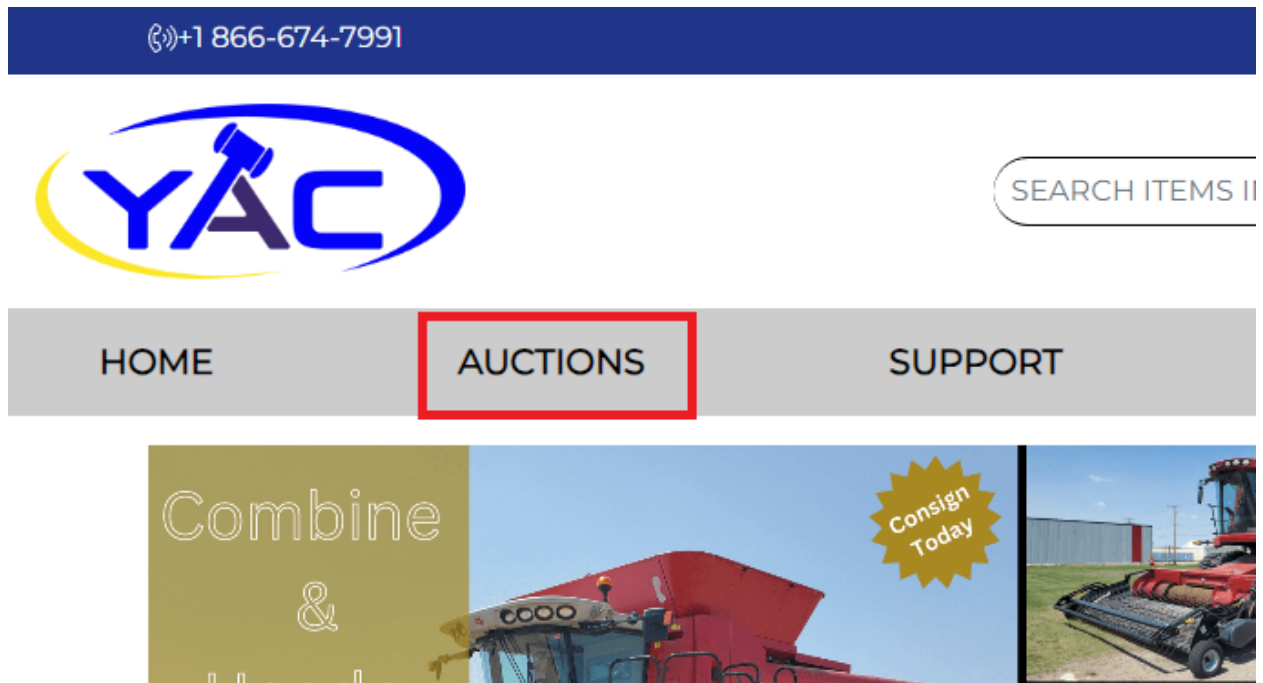 +1 866-674-7991
YAC
SEARCH ITEMS
HOME
AUCTIONS
SUPPORT
Combine
&
Consign
Today